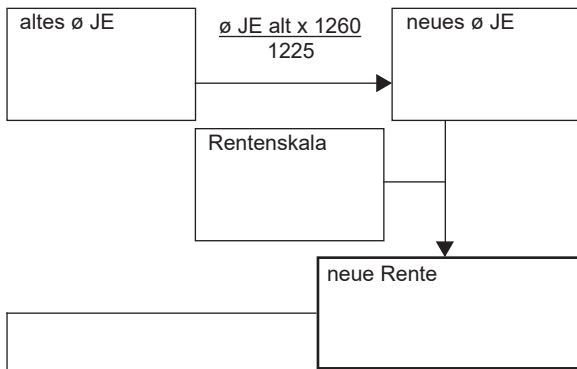 altes ø JE
ø JE alt x 1260
1225
neues ø JE
Rentenskala
neue Rente